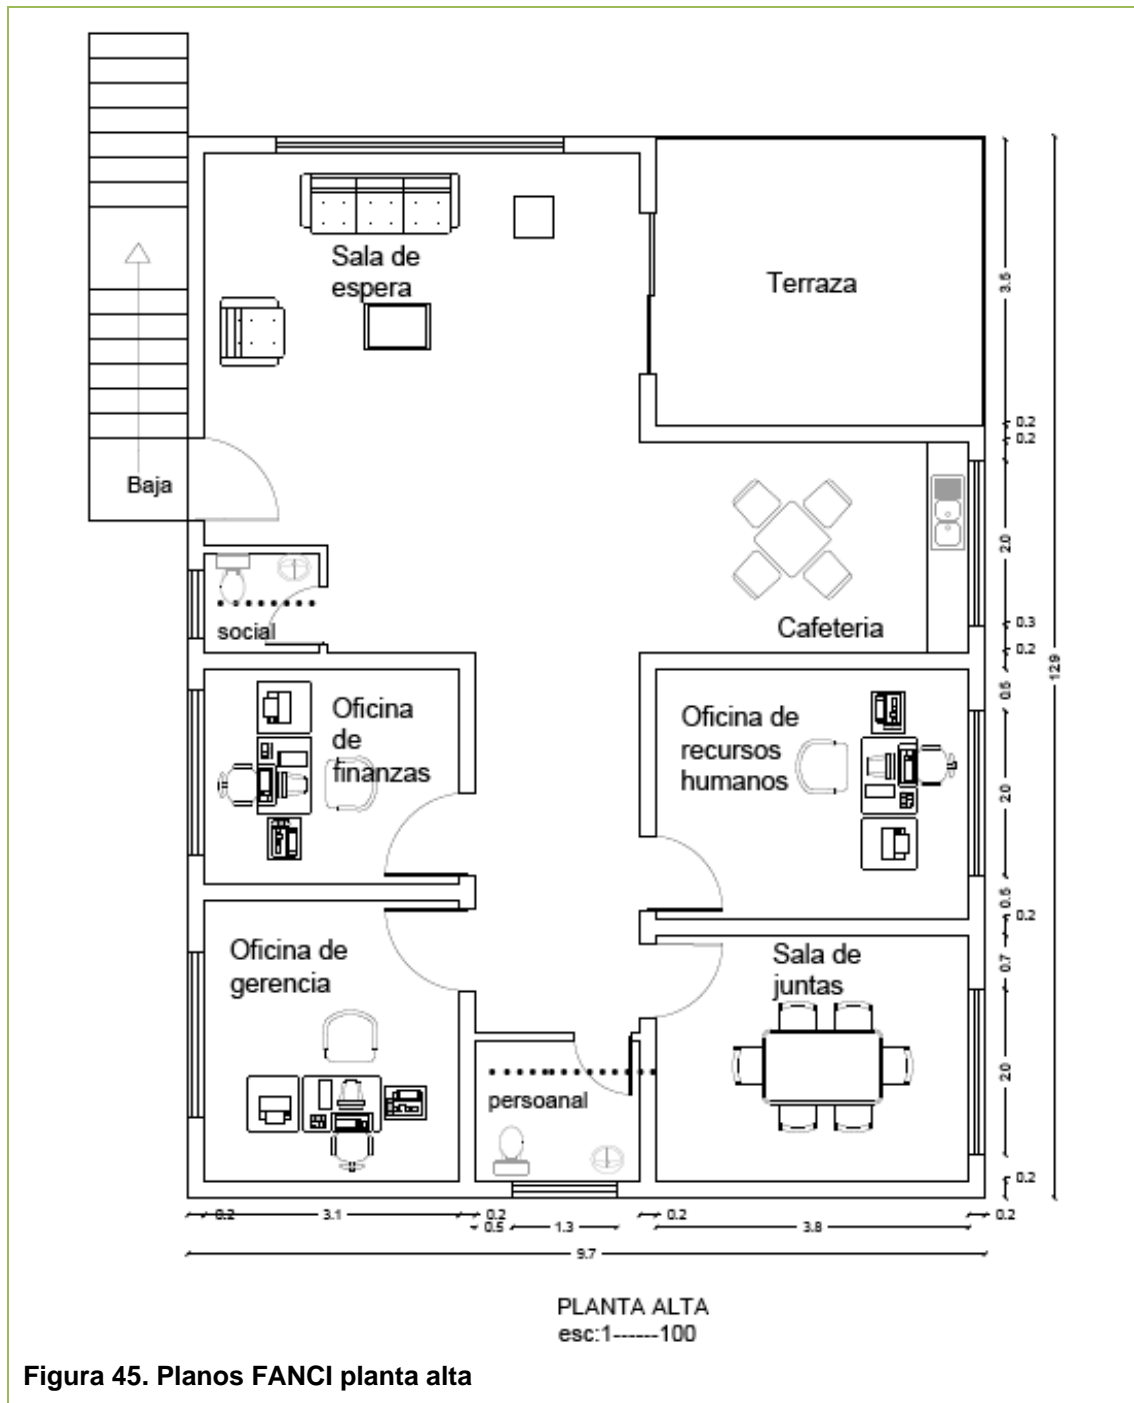 Sala de
espera
Terraza
Baja
Cafeteria
social
Oficina
de
finanzas
Oficina de
recursos
humanos
Oficina de
gerencia
Sala de
juntas
persoanal
3.5
0.2
0.2
2.0
0.3
0.2
0.5
2.0
0.5
0.2
0.7
2.0
0.2
12.9
0.2
3.1
0.2
0.5
1.3
0.2
3.8
0.2
9.7
PLANTA ALTA
esc:1------100
Figura 45. Planos FANCI planta alta